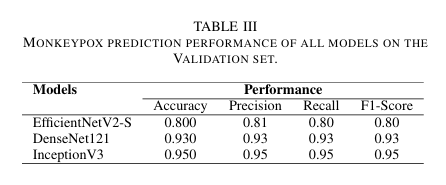 TABLE III
MONKEYPOX PREDICTION PERFORMANCE OF ALL MODELS ON THE
VALIDATION SET.
Models Performance
Accuracy Precision Recall F1-Score
EfficientNetV2-S 0.800 0.81 0.80 0.80
DenseNet121 0.930 0.93 0.93 0.93
InceptionV3 0.950 0.95 0.95 0.95